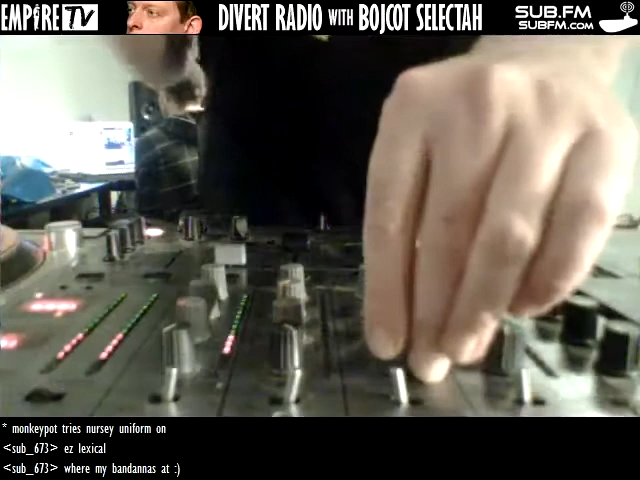 EMPIRE TV
DIVERT RADIO WITH BOJCOT SELECTAH
SUB.FM
SUBFM.COM
* monkeypot tries nursey uniform on
<sub_673> ez lexical
<sub_673> where my bandannas at :)